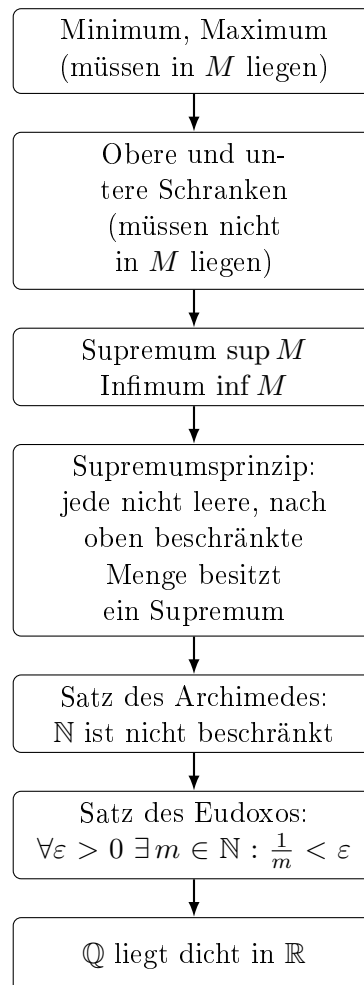 Minimum, Maximum
(müssen in M liegen)
Obere und un-
tere Schranken
(müssen nicht
in M liegen)
Supremum sup M
Infimum inf M
Supremumsprinzip:
jede nicht leere, nach
oben beschränkte
Menge besitzt
ein Supremum
Satz des Archimedes:
ℕ ist nicht beschränkt
Satz des Eudoxos:
∀ε > 0 ∃ m ∈ ℕ : 1/m < ε
ℚ liegt dicht in ℝ